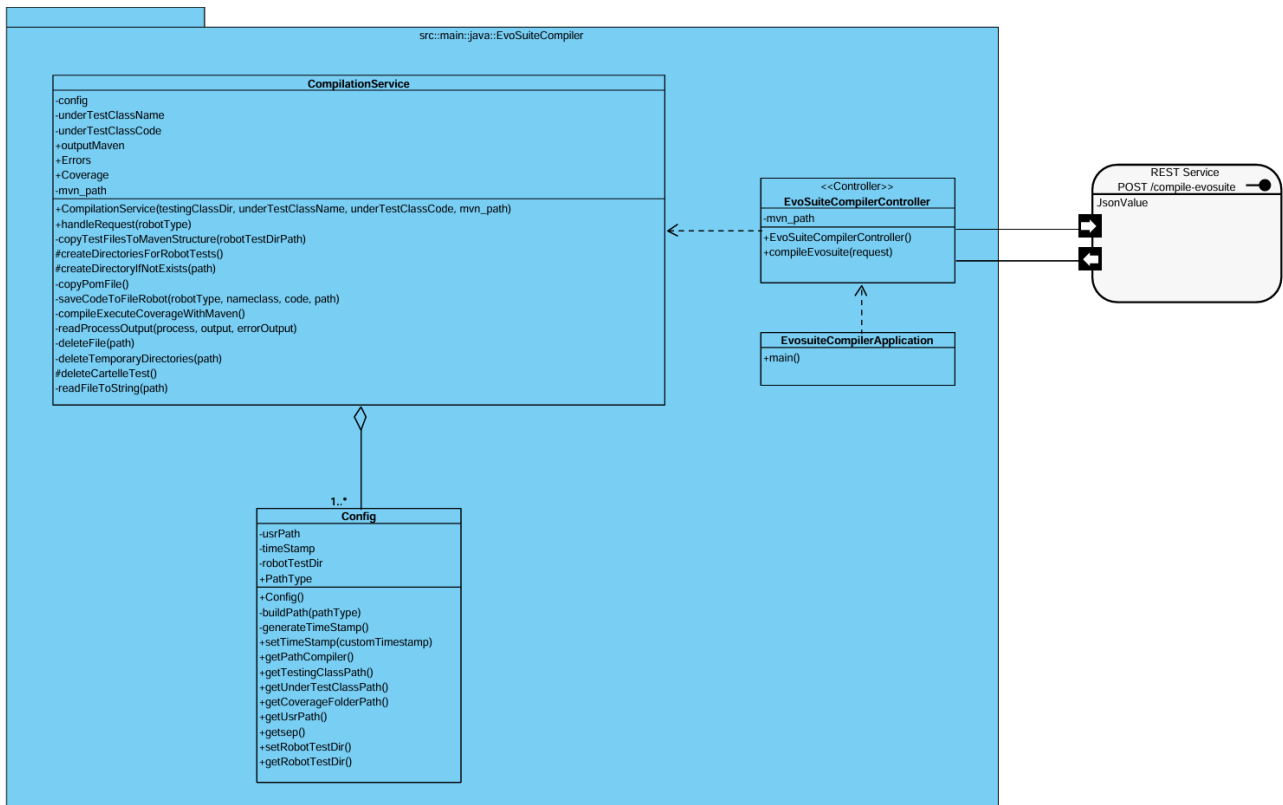 src::main::java::EvoSuiteCompiler
CompilationService
-config
-underTestClassName
-underTestClassCode
+outputMaven
+Errors
+Coverage
-mvn_path
+CompilationService(testingClassDir, underTestClassName, underTestClassCode, mvn_path)
+handleRequest(robotType)
-copyTestFilesToMavenStructure(robotTestDirPath)
#createDirectoriesForRobotTests()
#createDirectoryIfNotExists(path)
-copyPomFile()
-saveCodeToFileRobot(robotType, nameclass, code, path)
-compileExecuteCoverageWithMaven()
-readProcessOutput(process, output, errorOutput)
-deleteFile(path)
-deleteTemporaryDirectories(path)
#deleteCartelleTest()
-readFileToString(path)
<<Controller>>
EvoSuiteCompilerController
-mvn_path
+EvoSuiteCompilerController()
+compileEvosuite(request)
EvosuiteCompilerApplication
+main()
REST Service
POST /compile-evosuite
JsonValue
1..*
Config
-usrPath
-timeStamp
-robotTestDir
+PathType
+Config()
-buildPath(pathType)
-generateTimeStamp()
+setTimeStamp(customTimestamp)
+getPathCompiler()
+getTestingClassPath()
+getUnderTestClassPath()
+getCoverageFolderPath()
+getUsrPath()
+getsep()
+setRobotTestDir()
+getRobotTestDir()